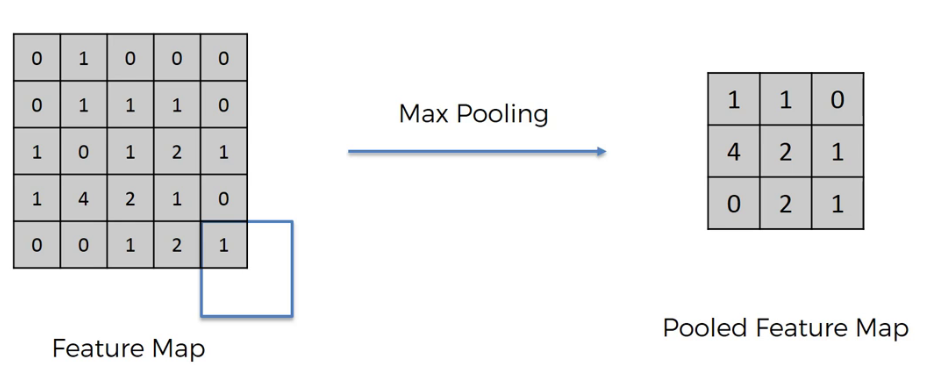 0 1 0 0 0
0 1 1 1 0
1 0 1 2 1
1 4 2 1 0
0 0 1 2 1
Feature Map
Max Pooling
1 1 0
4 2 1
0 2 1
Pooled Feature Map